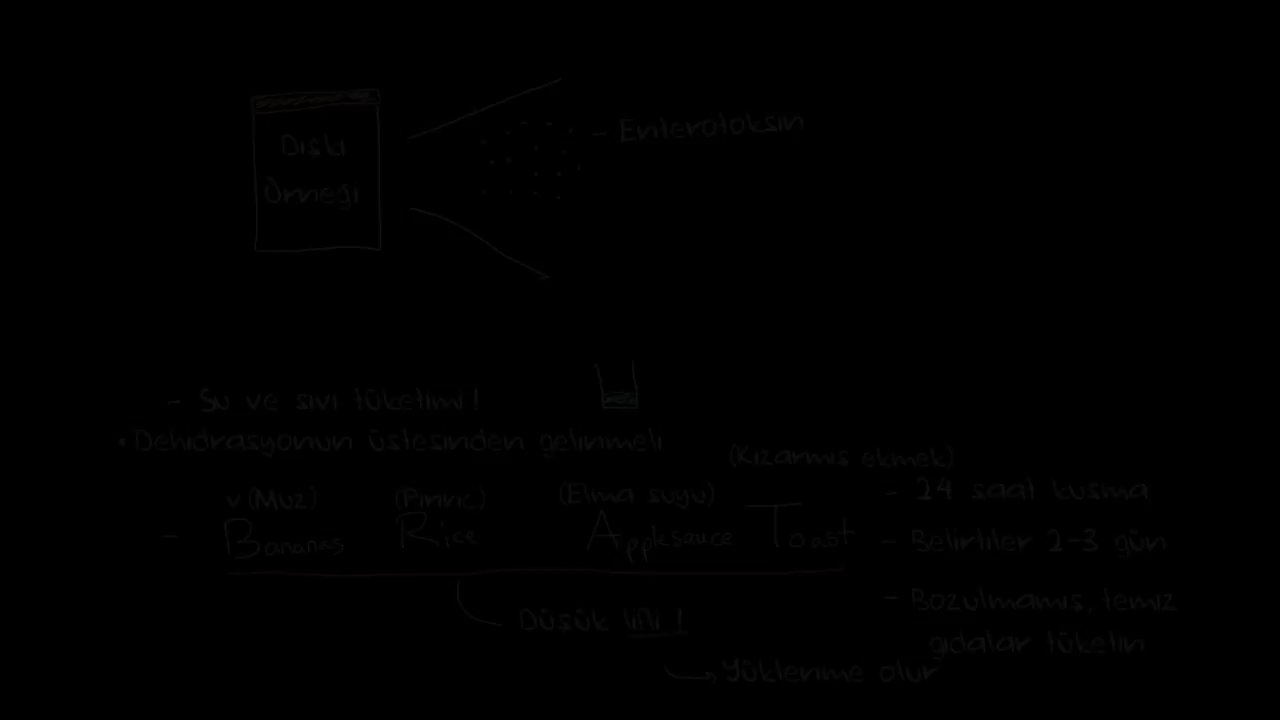 Dışkı
Örneği
- Enterotoksin
- Su ve sıvı tüketimi!
• Dehidrasyonun üstesinden gelinmeli
(Muz) (Pirinç) (Elma suyu) (Kızarmış ekmek)
- Bananas Rice Applesauce Toast
Düşük lifli!
Yüklenme olur
- 24 saat kusma
- Belirtiler 2-3 gün
- Bozulmamış, temiz
gıdalar tüketin